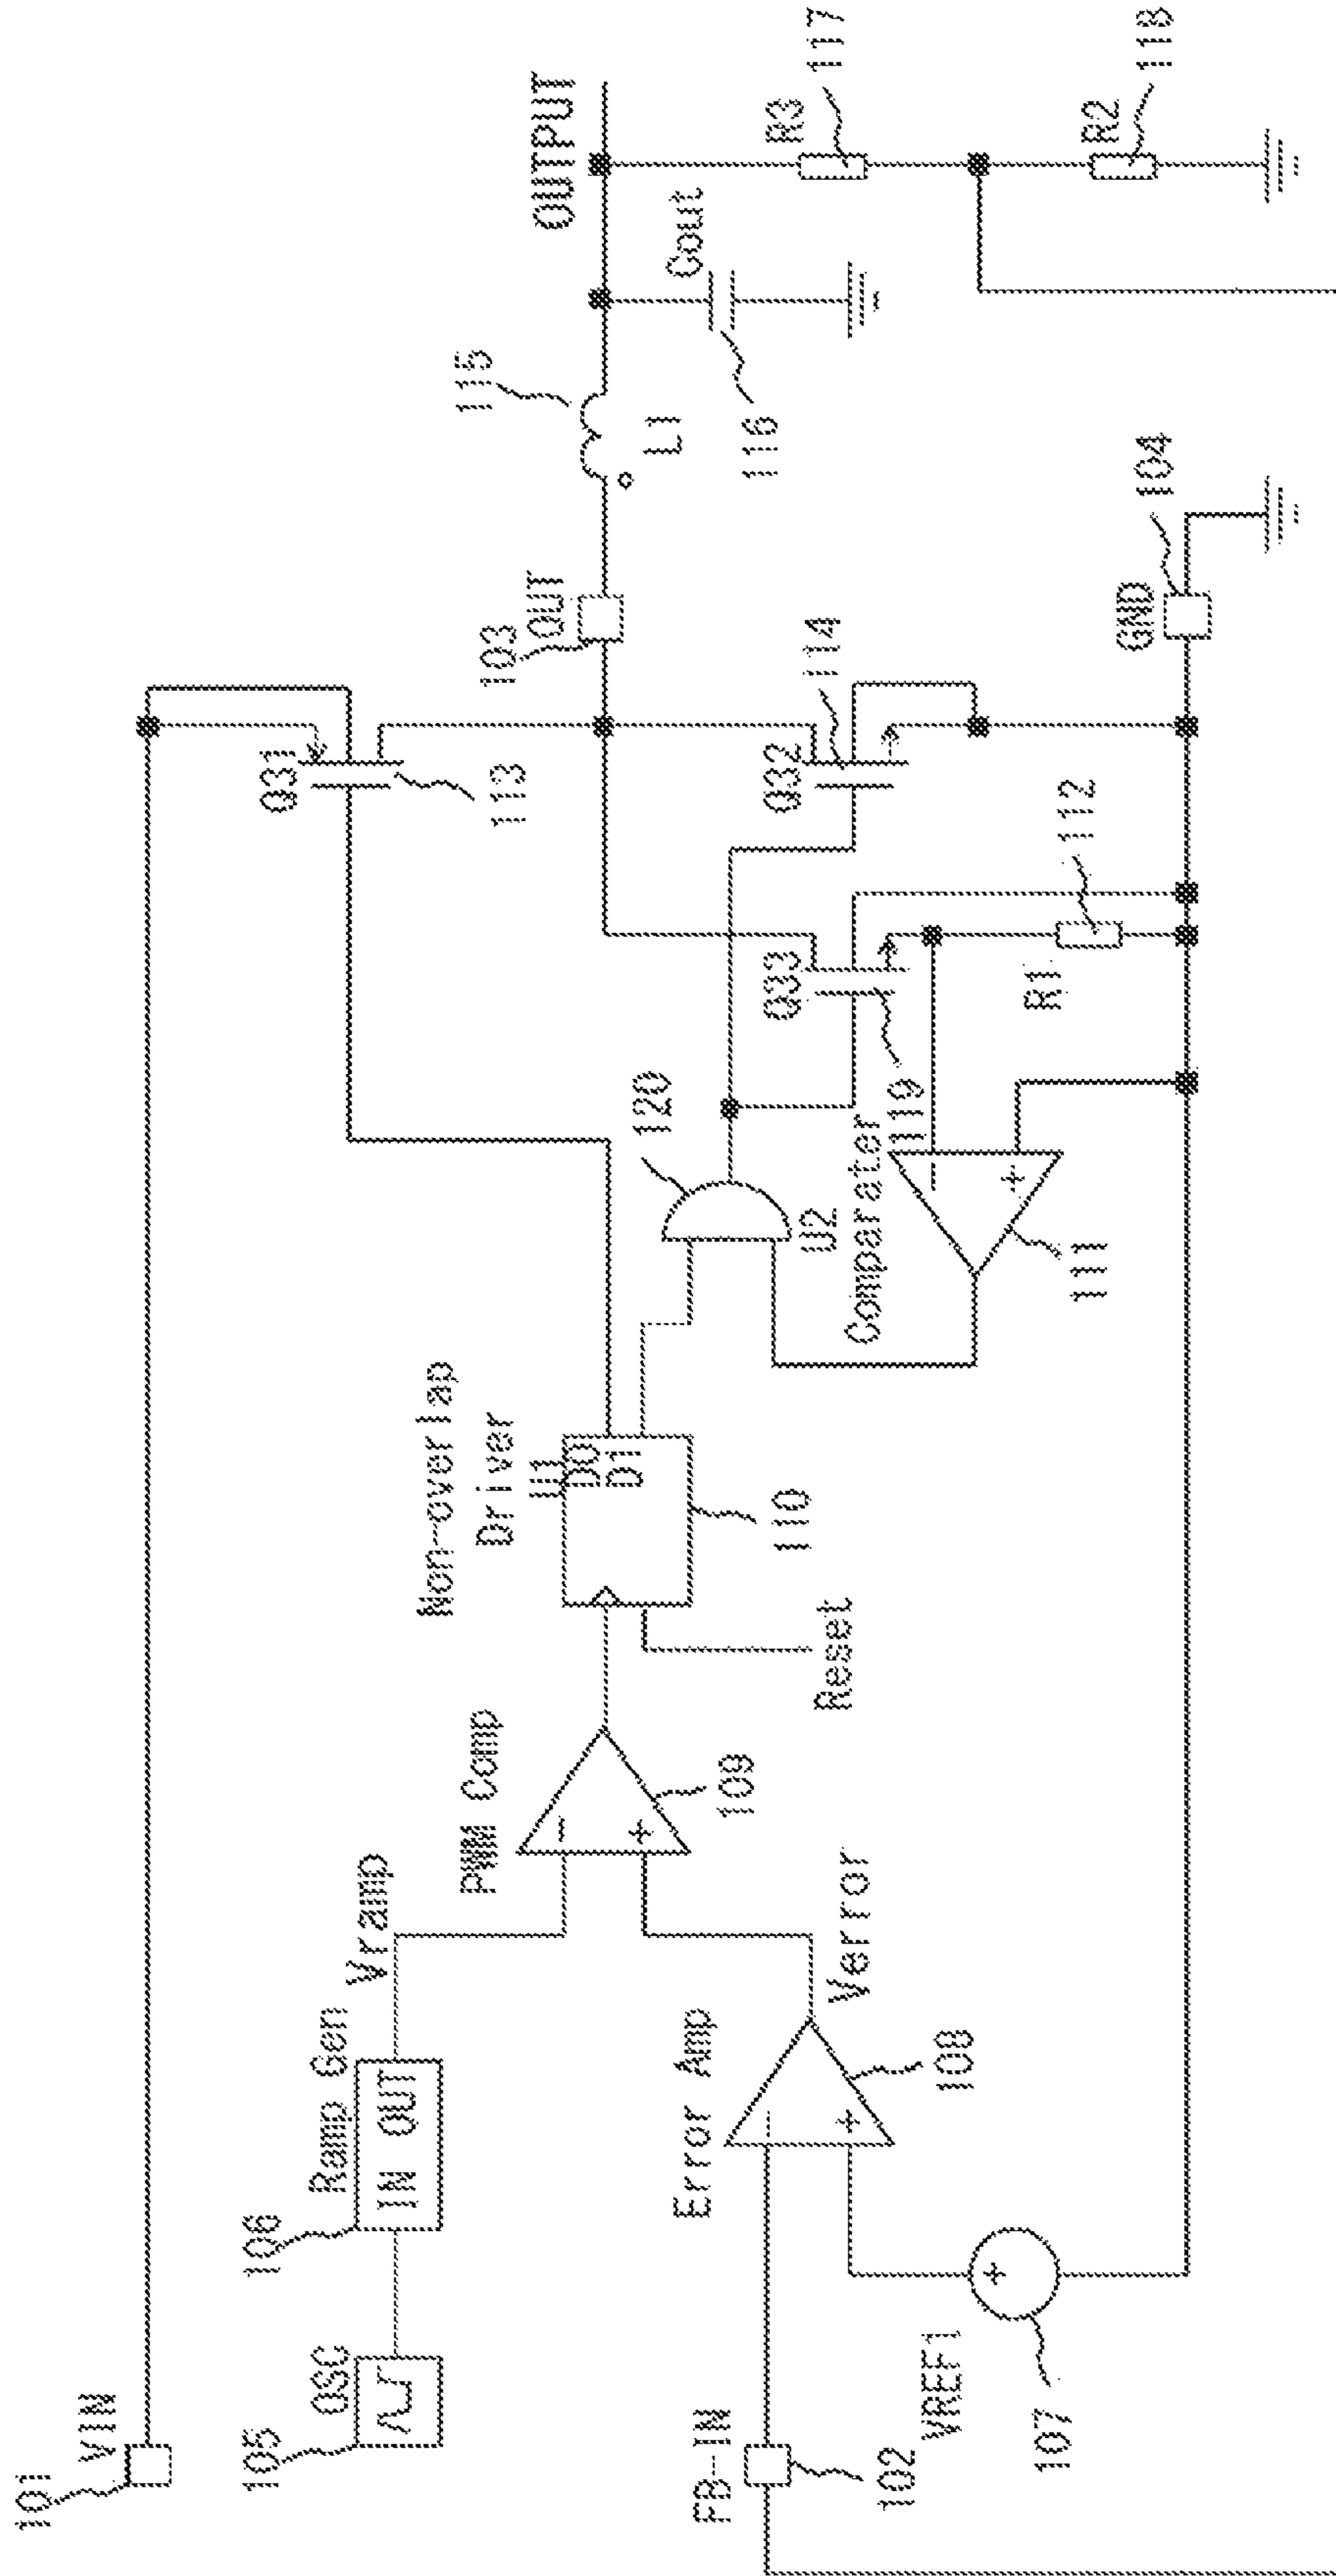 101
VIN
105
OSC
106
Ramp Gen
IN OUT
Vramp
PWM Comp
−
+
109
FB-IN
102
Error Amp
−
+
108
Verror
VREF1
+
107
Non-overlap
Driver
U1
D0
D1
110
Reset
120
U2
Comparater
−
+
111
119
Q33
R1
112
Q31
113
Q32
114
103
OUT
GND
104
115
L1
116
Cout
OUTPUT
R3
117
R2
118